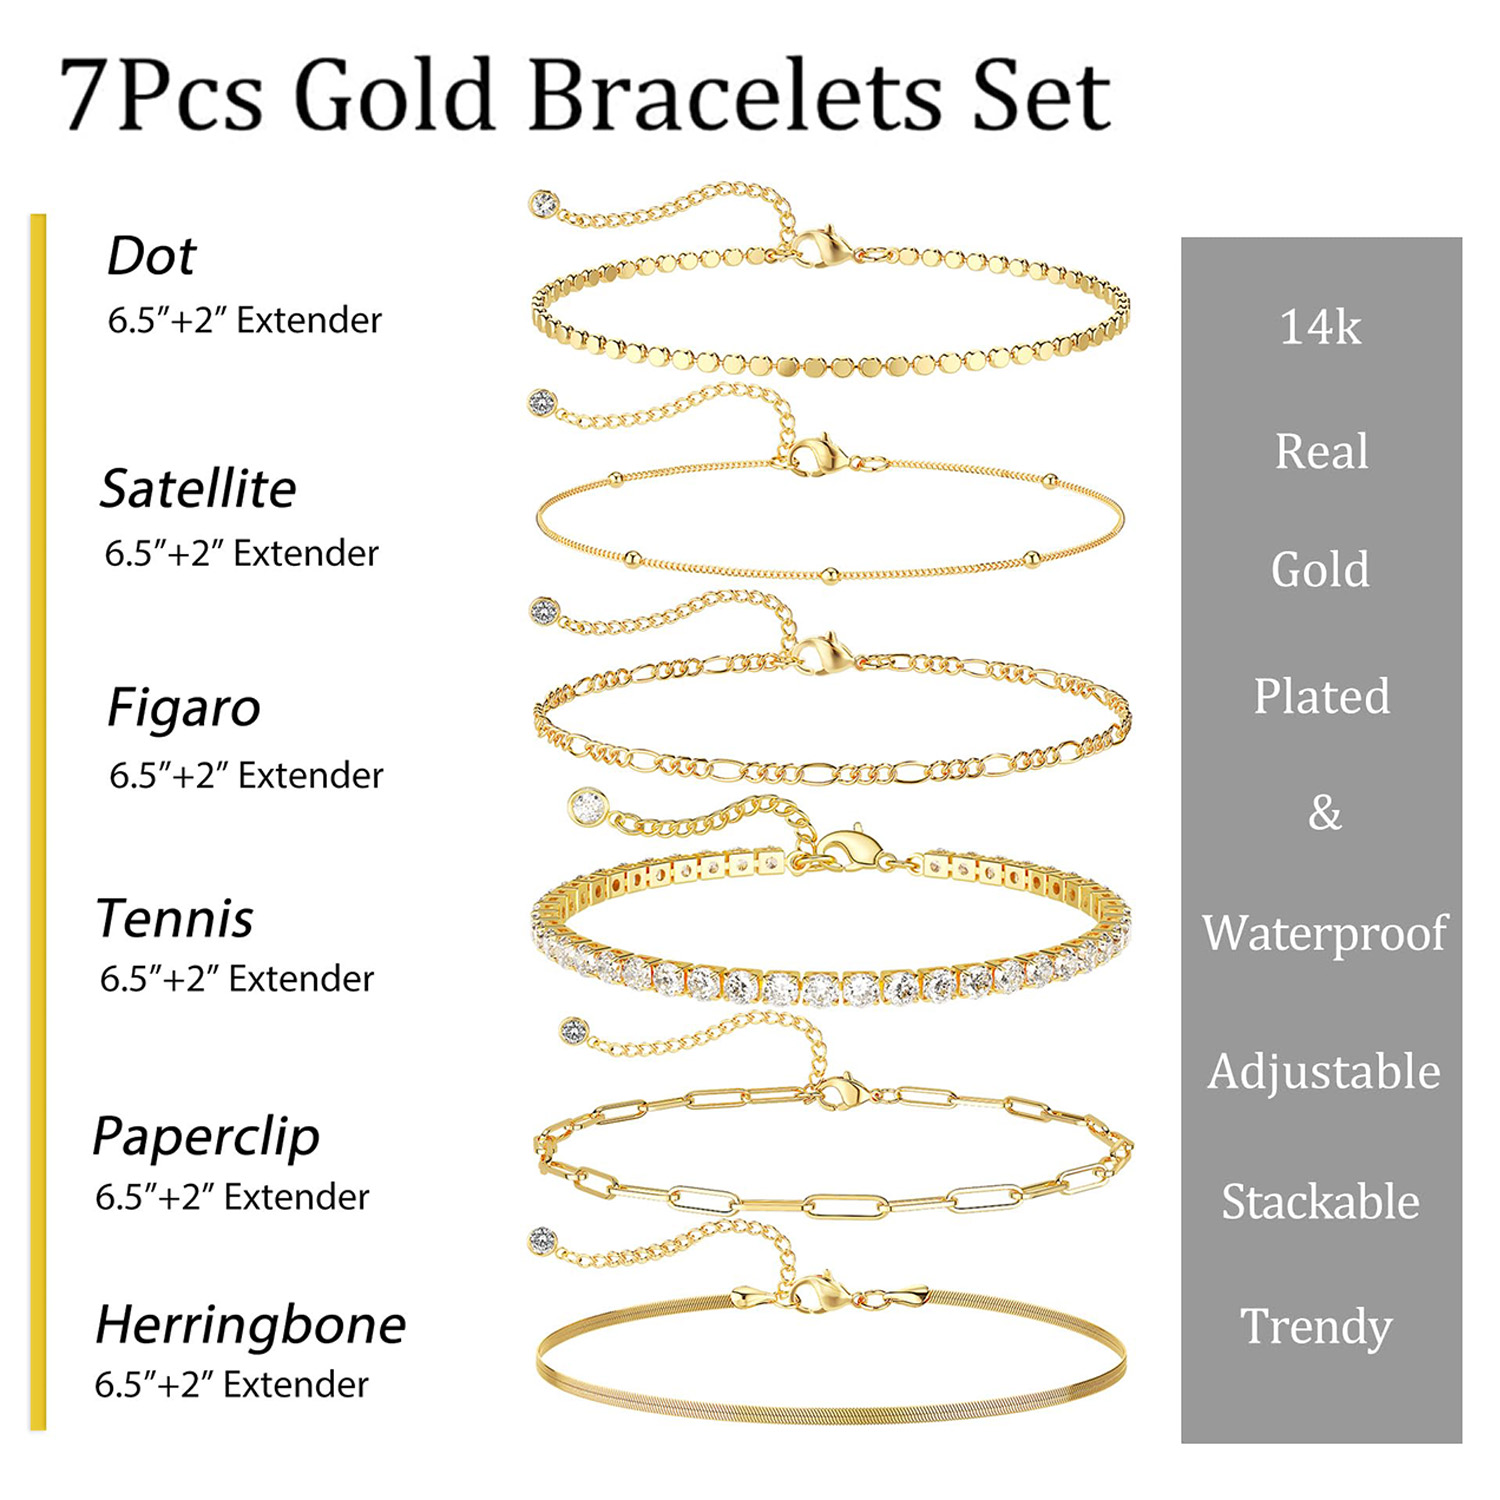 7Pcs Gold Bracelets Set
Dot
6.5”+2” Extender
Satellite
6.5”+2” Extender
Figaro
6.5”+2” Extender
Tennis
6.5”+2” Extender
Paperclip
6.5”+2” Extender
Herringbone
6.5”+2” Extender
14k
Real
Gold
Plated
&
Waterproof
Adjustable
Stackable
Trendy